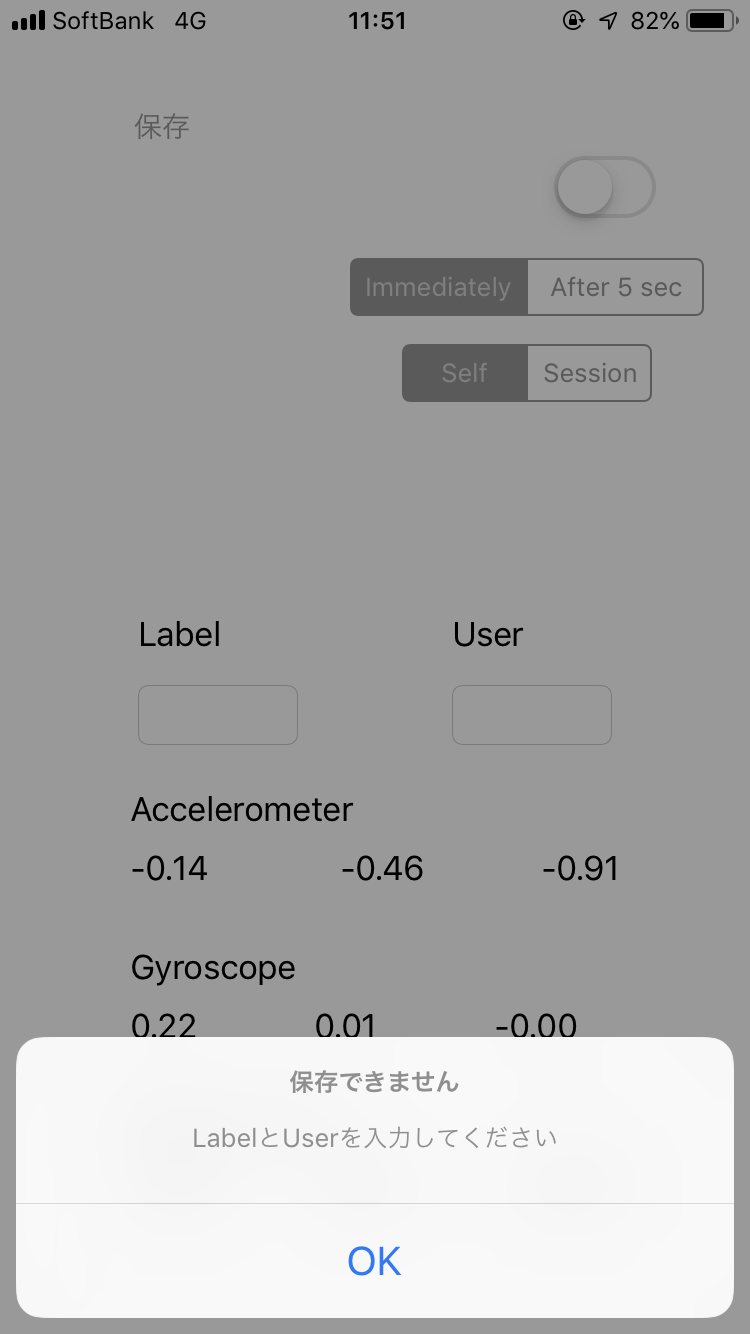 SoftBank 4G 11:51 82%
保存
Immediately After 5 sec
Self Session
Label User
Accelerometer
-0.14 -0.46 -0.91
Gyroscope
0.22 0.01 -0.00
保存できません
LabelとUserを入力してください
OK